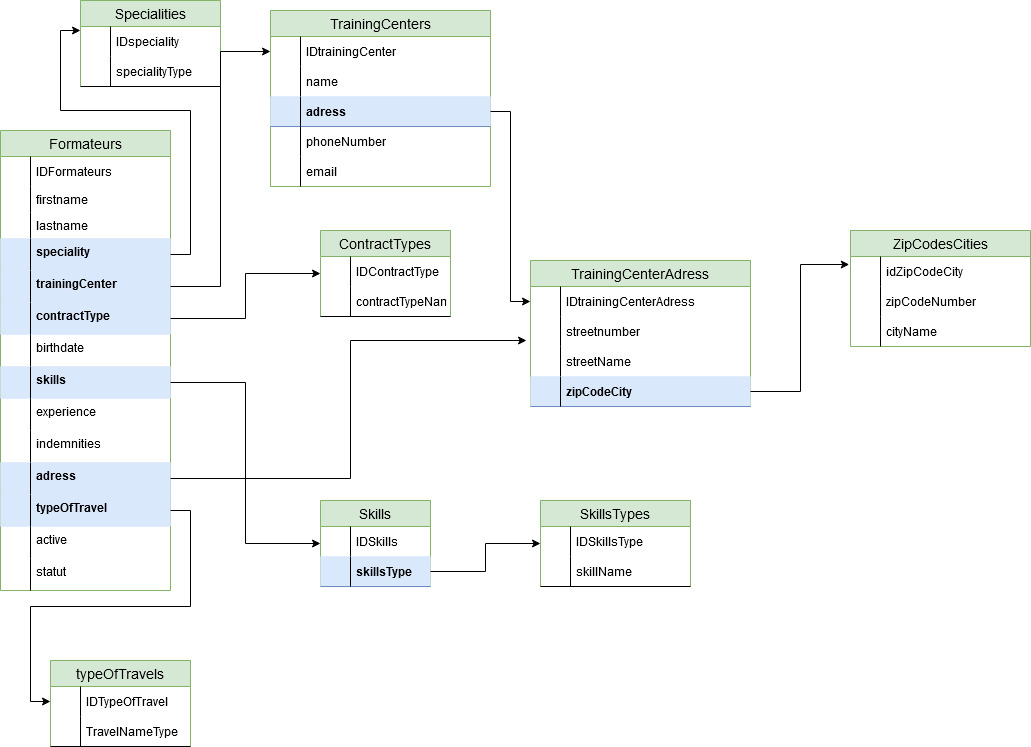 Specialities
IDspeciality
specialityType
TrainingCenters
IDtrainingCenter
name
adress
phoneNumber
email
Formateurs
IDFormateurs
firstname
lastname
speciality
trainingCenter
contractType
birthdate
skills
experience
indemnities
adress
typeOfTravel
active
statut
ContractTypes
IDContractType
contractTypeNan
TrainingCenterAdress
IDtrainingCenterAdress
streetnumber
streetName
zipCodeCity
ZipCodesCities
idZipCodeCity
zipCodeNumber
cityName
Skills
IDSkills
skillsType
SkillsTypes
IDSkillsType
skillName
typeOfTravels
IDTypeOfTravel
TravelNameType